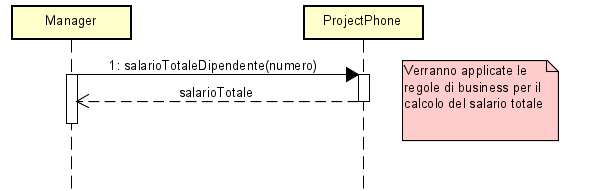 Manager
ProjectPhone
1: salarioTotaleDipendente(numero)
salarioTotale
Verranno applicate le
regole di business per il
calcolo del salario totale